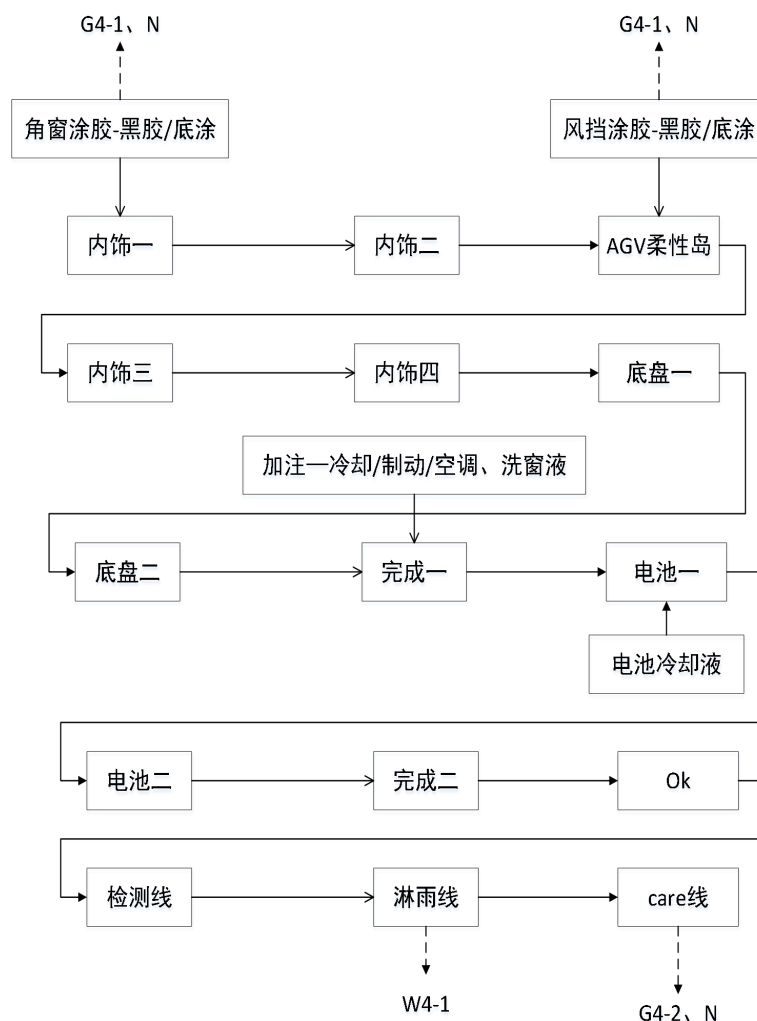 G4-1、N
G4-1、N
角窗涂胶-黑胶/底涂
风挡涂胶-黑胶/底涂
内饰一
内饰二
AGV柔性岛
内饰三
内饰四
底盘一
加注一冷却/制动/空调、洗窗液
底盘二
完成一
电池一
电池冷却液
电池二
完成二
Ok
检测线
淋雨线
care线
W4-1
G4-2、N